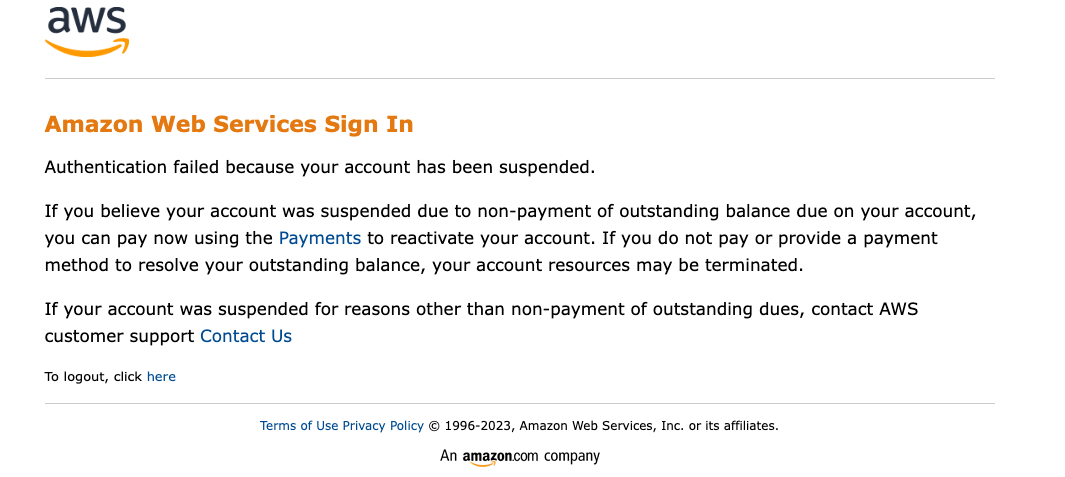 aws
Amazon Web Services Sign In
Authentication failed because your account has been suspended.
If you believe your account was suspended due to non-payment of outstanding balance due on your account,
you can pay now using the Payments to reactivate your account. If you do not pay or provide a payment
method to resolve your outstanding balance, your account resources may be terminated.
If your account was suspended for reasons other than non-payment of outstanding dues, contact AWS
customer support Contact Us
To logout, click here
Terms of Use Privacy Policy © 1996-2023, Amazon Web Services, Inc. or its affiliates.
An amazon.com company